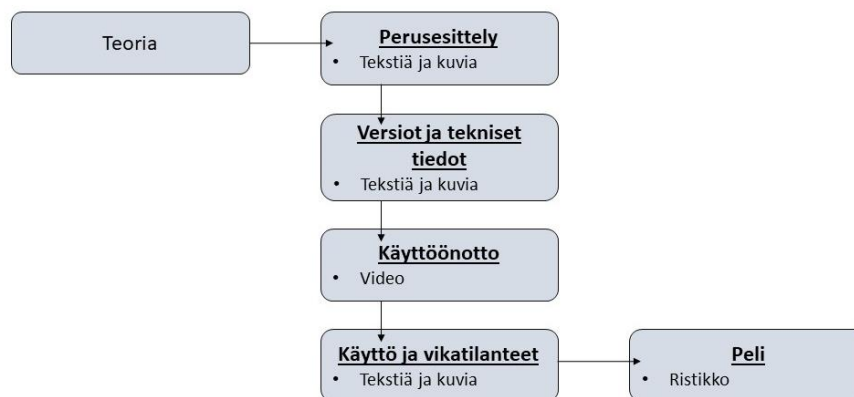 Teoria
Perusesittely
• Tekstiä ja kuvia
Versiot ja tekniset
tiedot
• Tekstiä ja kuvia
Käyttöönotto
• Video
Käyttö ja vikatilanteet
• Tekstiä ja kuvia
Peli
• Ristikko